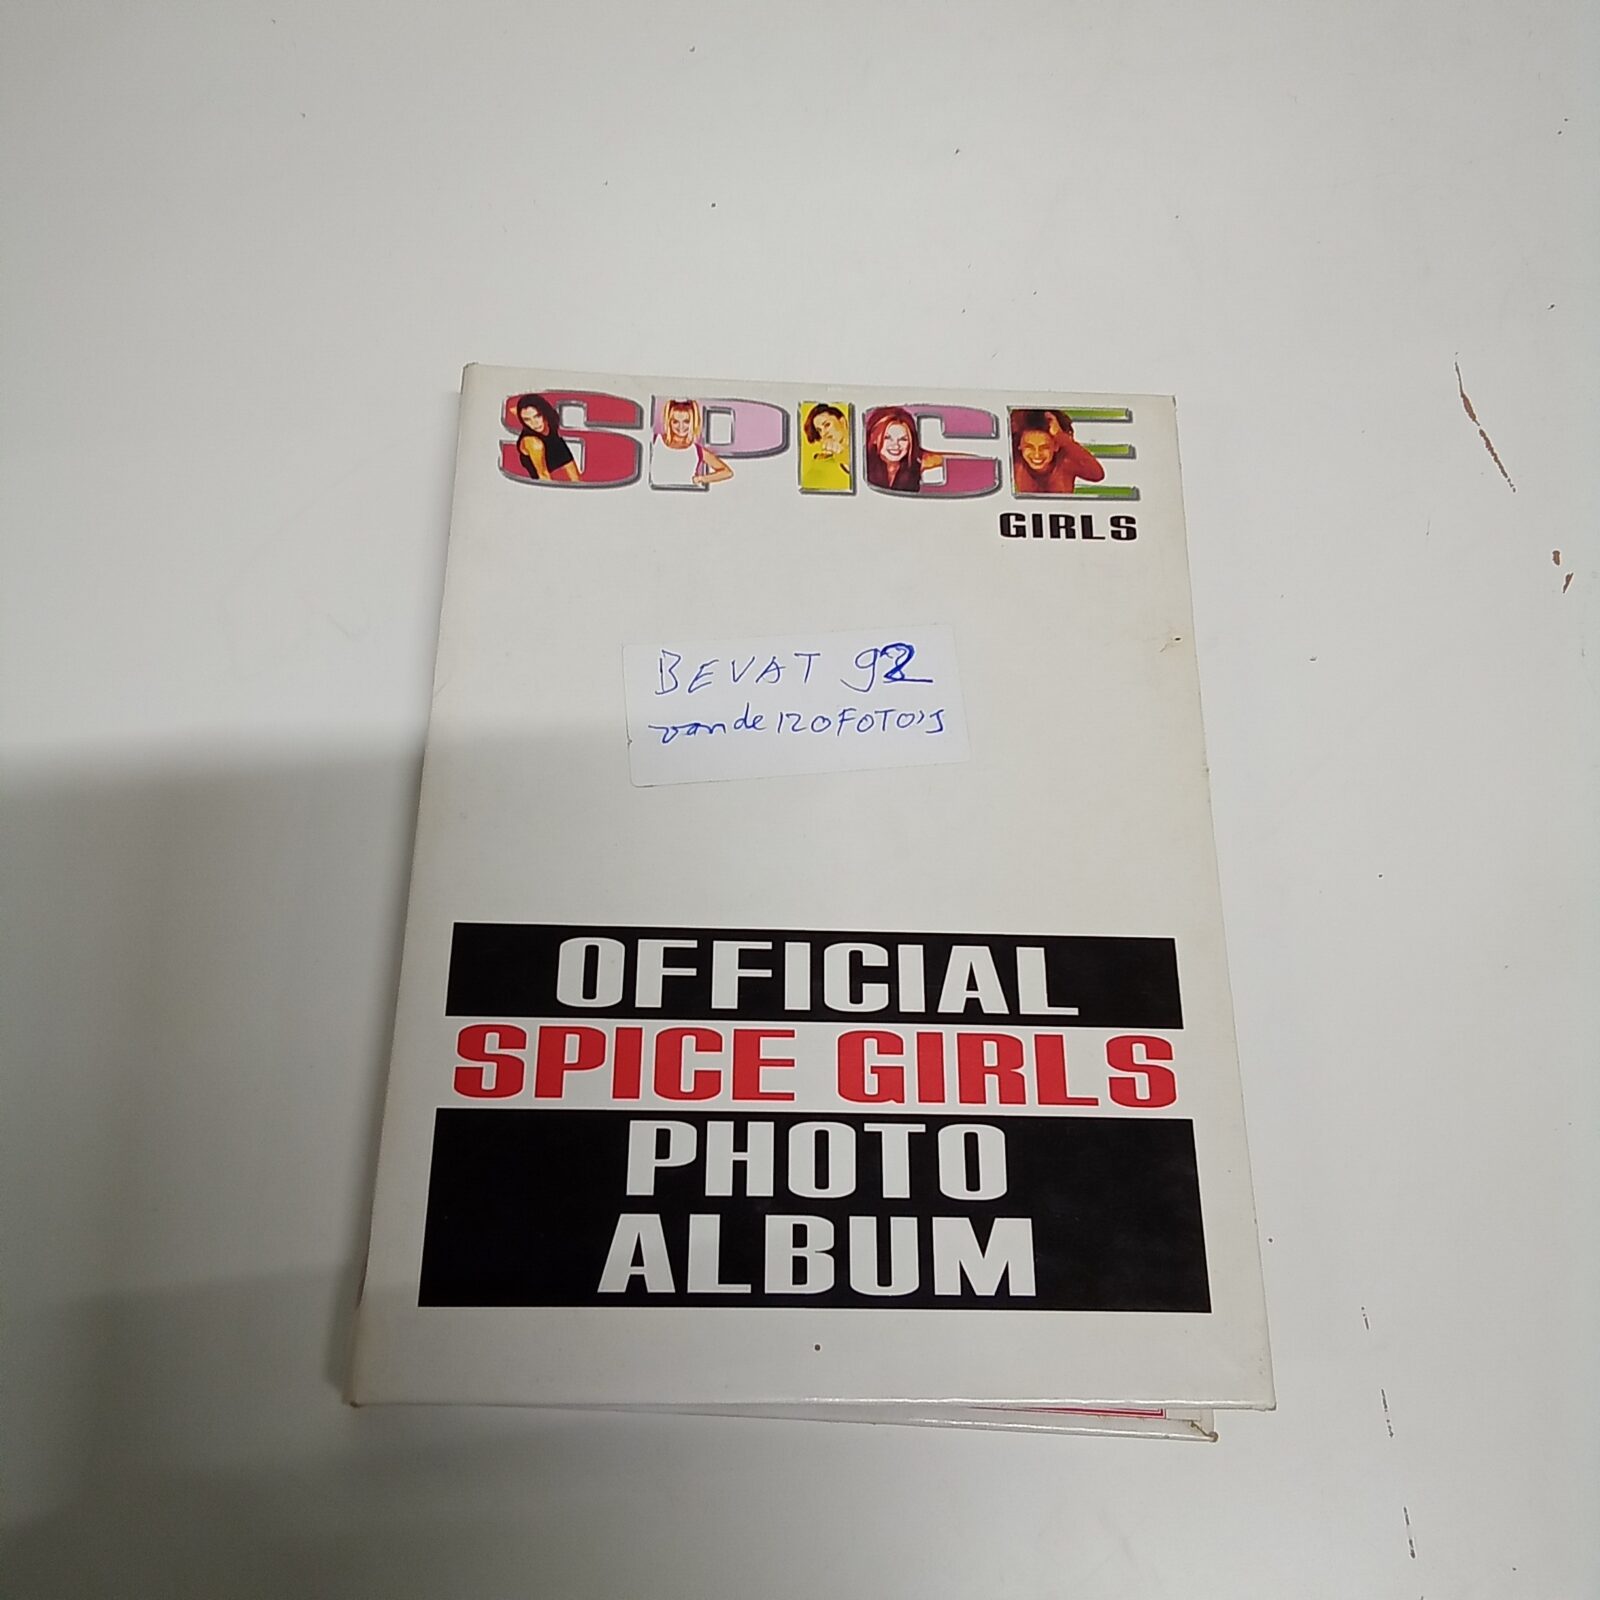 SPICE
GIRLS
BEVAT 92
van de 120 FOTO'S
OFFICIAL
SPICE GIRLS
PHOTO
ALBUM